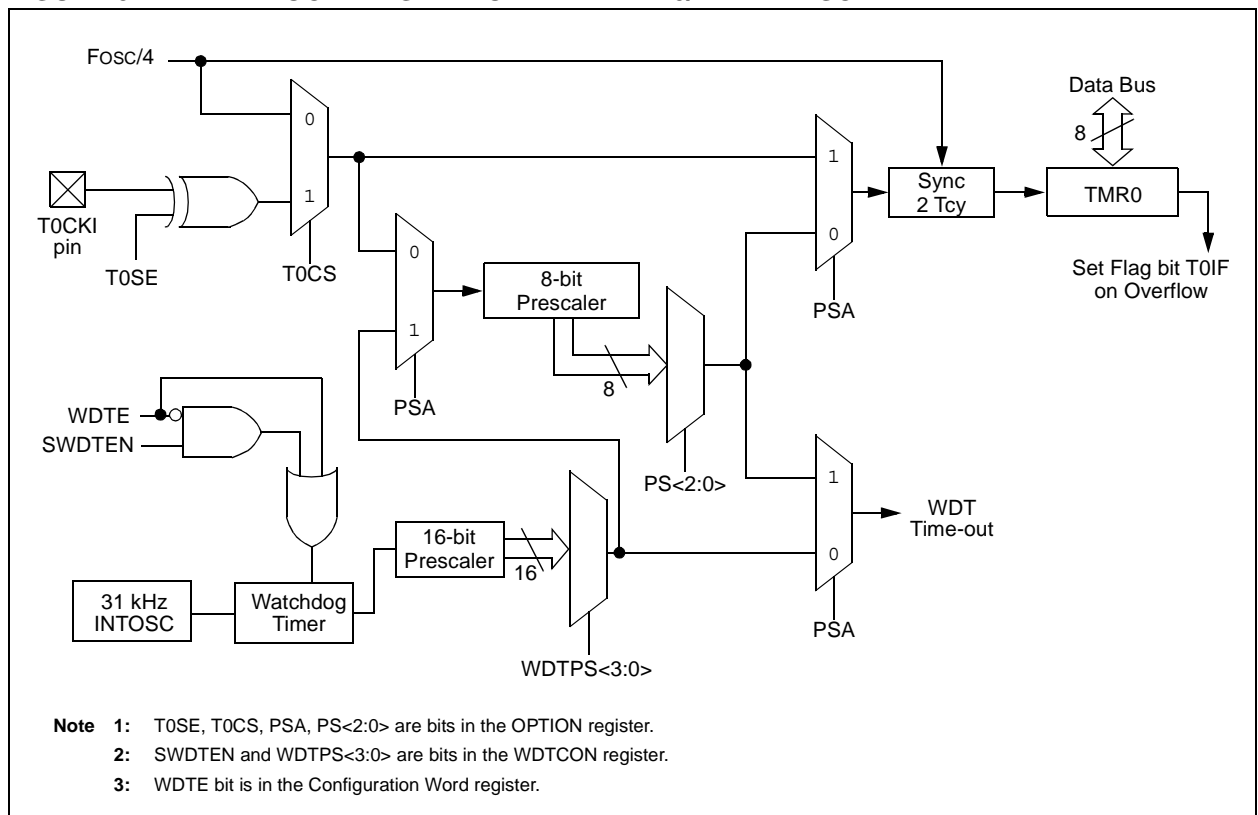 FOSC/4
Data Bus
8
0
1
1
0
T0CKI
pin
T0SE
T0CS
Sync
2 TCY
TMR0
Set Flag bit T0IF
on Overflow
PSA
0
1
8-bit
Prescaler
8
PSA
PS<2:0>
WDTE
SWDTEN
1
0
WDT
Time-out
PSA
16-bit
Prescaler
16
31 kHz
INTOSC
Watchdog
Timer
WDTPS<3:0>
Note 1: T0SE, T0CS, PSA, PS<2:0> are bits in the OPTION register.
2: SWDTEN and WDTPS<3:0> are bits in the WDTCON register.
3: WDTE bit is in the Configuration Word register.